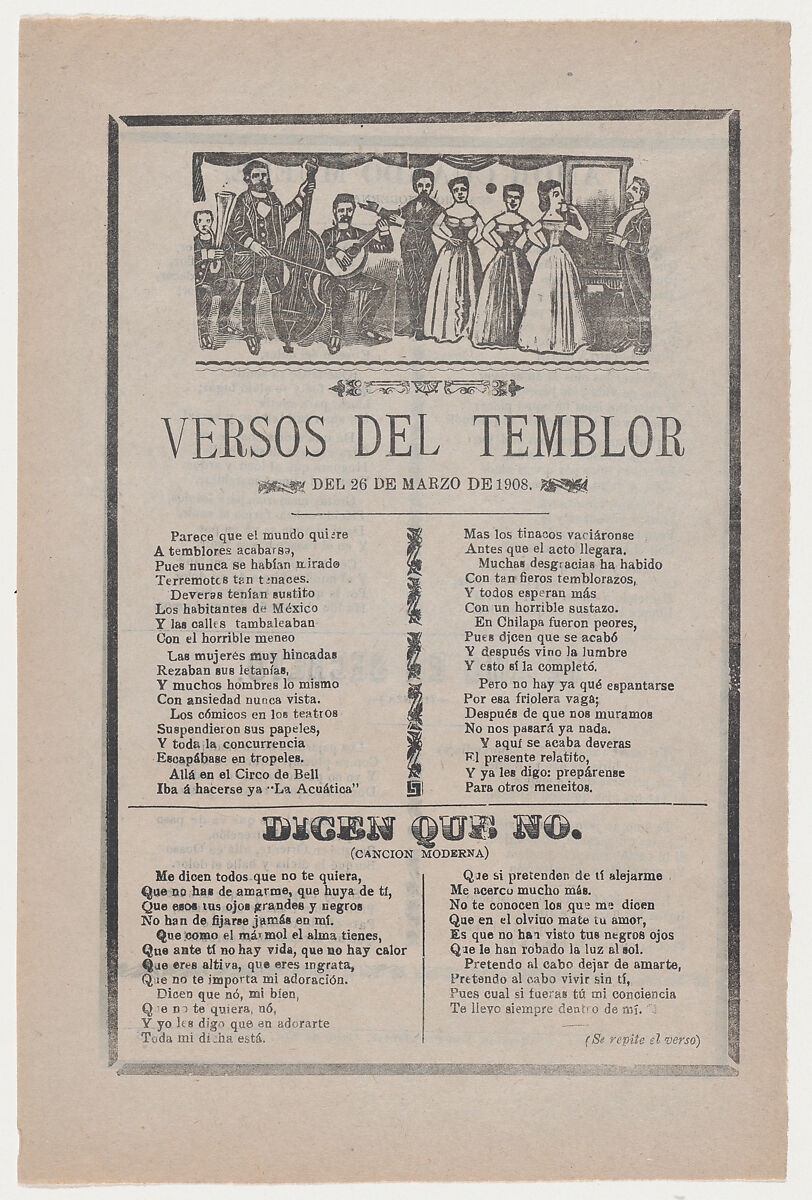 VERSOS DEL TEMBLOR
DEL 26 DE MARZO DE 1908.
Parece que el mundo quiere
A temblores acabarse,
Pues nunca se habían mirado
Terremotos tan tenaces.
Deveras tenían sustito
Los habitantes de México
Y las calles tambaleaban
Con el horrible meneo
Las mujeres muy hincadas
Rezaban sus letanías,
Y muchos hombres lo mismo
Con ansiedad nunca vista.
Los cómicos en los teatros
Suspendieron sus papeles,
Y toda la concurrencia
Escapábase en tropeles.
Allá en el Circo de Bell
Iba á hacerse ya "La Acuática"
Mas los tinacos vaciáronse
Antes que el acto llegara.
Muchas desgracias ha habido
Con tan fieros temblorazos,
Y todos esperan más
Con un horrible sustazo.
En Chilapa fueron peores,
Pues dicen que se acabó
Y después vino la lumbre
Y esto sí la completó.
Pero no hay ya qué espantarse
Por esa friolera vaga;
Después de que nos muramos
No nos pasará ya nada.
Y aquí se acaba deveras
El presente relatito,
Y ya les digo: prepárense
Para otros meneitos.
DICEN QUE NO.
(CANCION MODERNA)
Me dicen todos que no te quiera,
Que no has de amarme, que huya de tí,
Que esos tus ojos grandes y negros
No han de fijarse jamás en mí.
Que como el mármol el alma tienes,
Que ante tí no hay vida, que no hay calor
Que eres altiva, que eres ingrata,
Que no te importa mi adoración.
Dicen que nó, mi bien,
Que no te quiera, nó,
Y yo les digo que en adorarte
Toda mi dicha está.
Que si pretenden de tí alejarme
Me acerco mucho más.
No te conocen los que me dicen
Que en el olvido mate tu amor,
Es que no han visto tus negros ojos
Que le han robado la luz al sol.
Pretendo al cabo dejar de amarte,
Pretendo al cabo vivir sin tí,
Pues cual si fueras tú mi conciencia
Te llevo siempre dentro de mí.
(Se repite el verso)